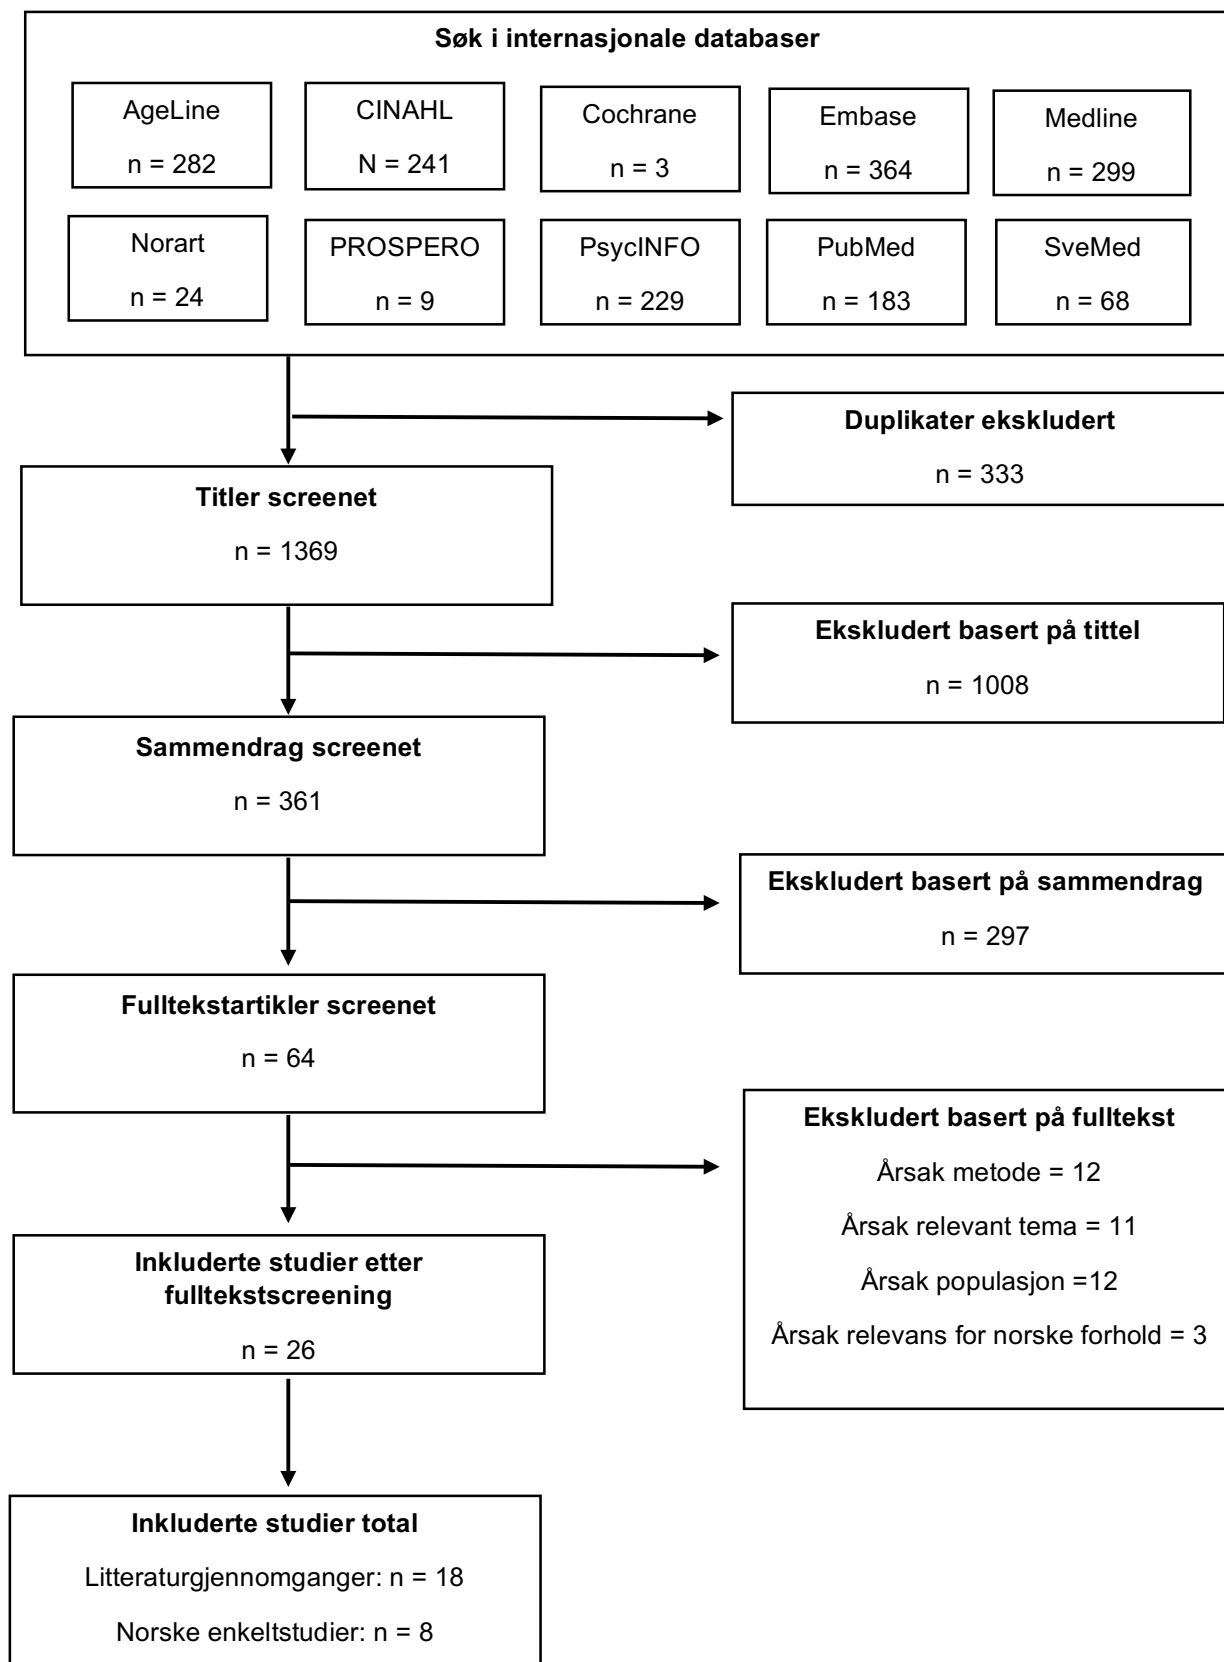 Søk i internasjonale databaser
AgeLine
n = 282
CINAHL
N = 241
Cochrane
n = 3
Embase
n = 364
Medline
n = 299
Norart
n = 24
PROSPERO
n = 9
PsycINFO
n = 229
PubMed
n = 183
SveMed
n = 68
Duplikater ekskludert
n = 333
Titler screenet
n = 1369
Ekskludert basert på tittel
n = 1008
Sammendrag screenet
n = 361
Ekskludert basert på sammendrag
n = 297
Fulltekstartikler screenet
n = 64
Ekskludert basert på fulltekst
Årsak metode = 12
Årsak relevant tema = 11
Årsak populasjon =12
Årsak relevans for norske forhold = 3
Inkluderte studier etter
fulltekstscreening
n = 26
Inkluderte studier total
Litteraturgjennomganger: n = 18
Norske enkeltstudier: n = 8